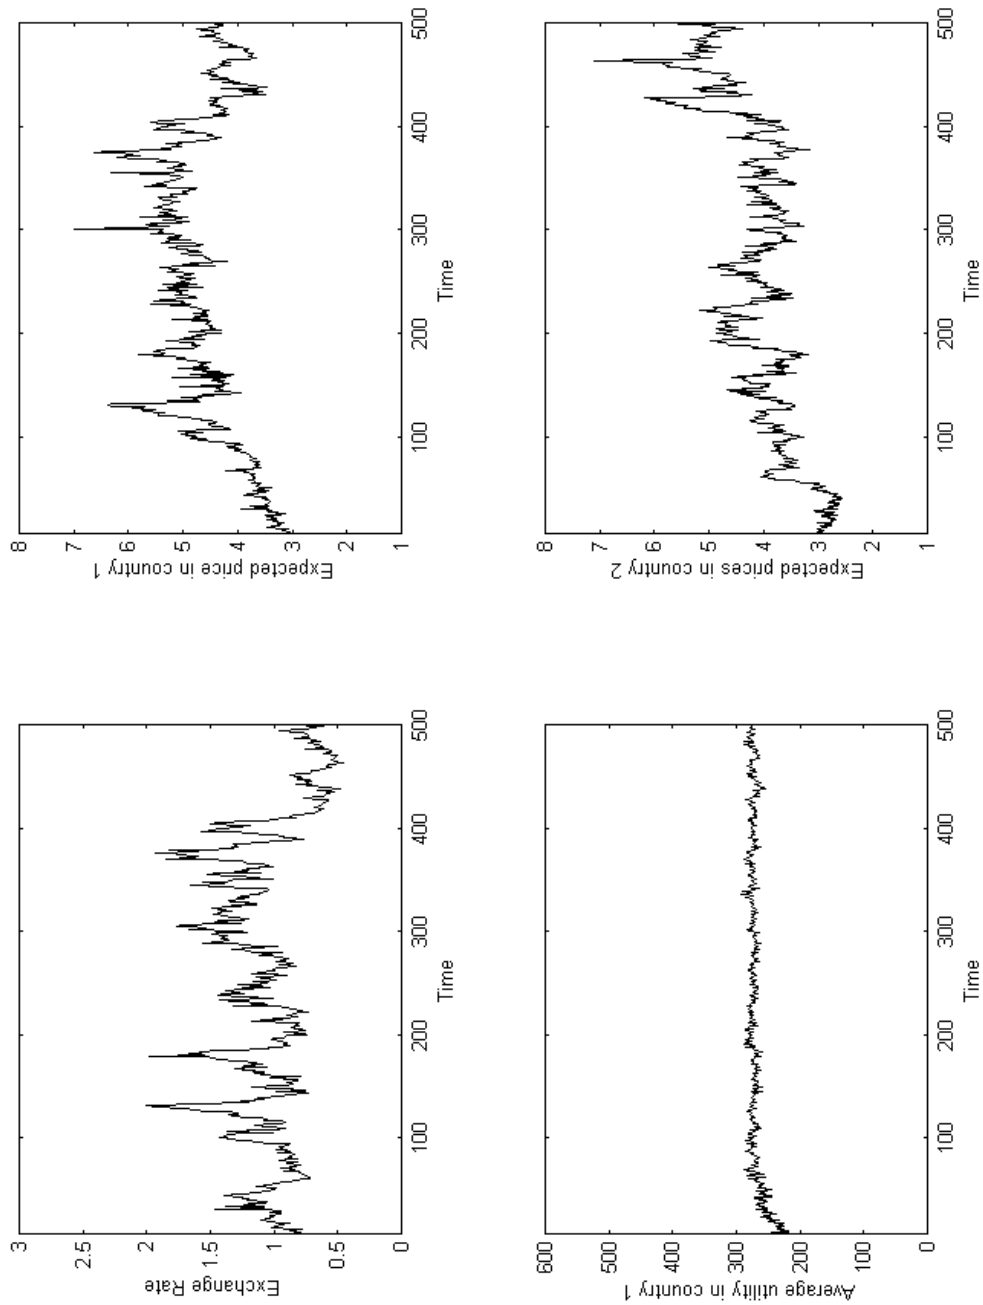 Exchange Rate
3
2.5
2
1.5
1
0.5
0
100 200 300 400 500
Time
Expected price in country 1
8
7
6
5
4
3
2
1
100 200 300 400 500
Time
Average utility in country 1
600
500
400
300
200
100
0
100 200 300 400 500
Time
Expected prices in country 2
8
7
6
5
4
3
2
1
100 200 300 400 500
Time